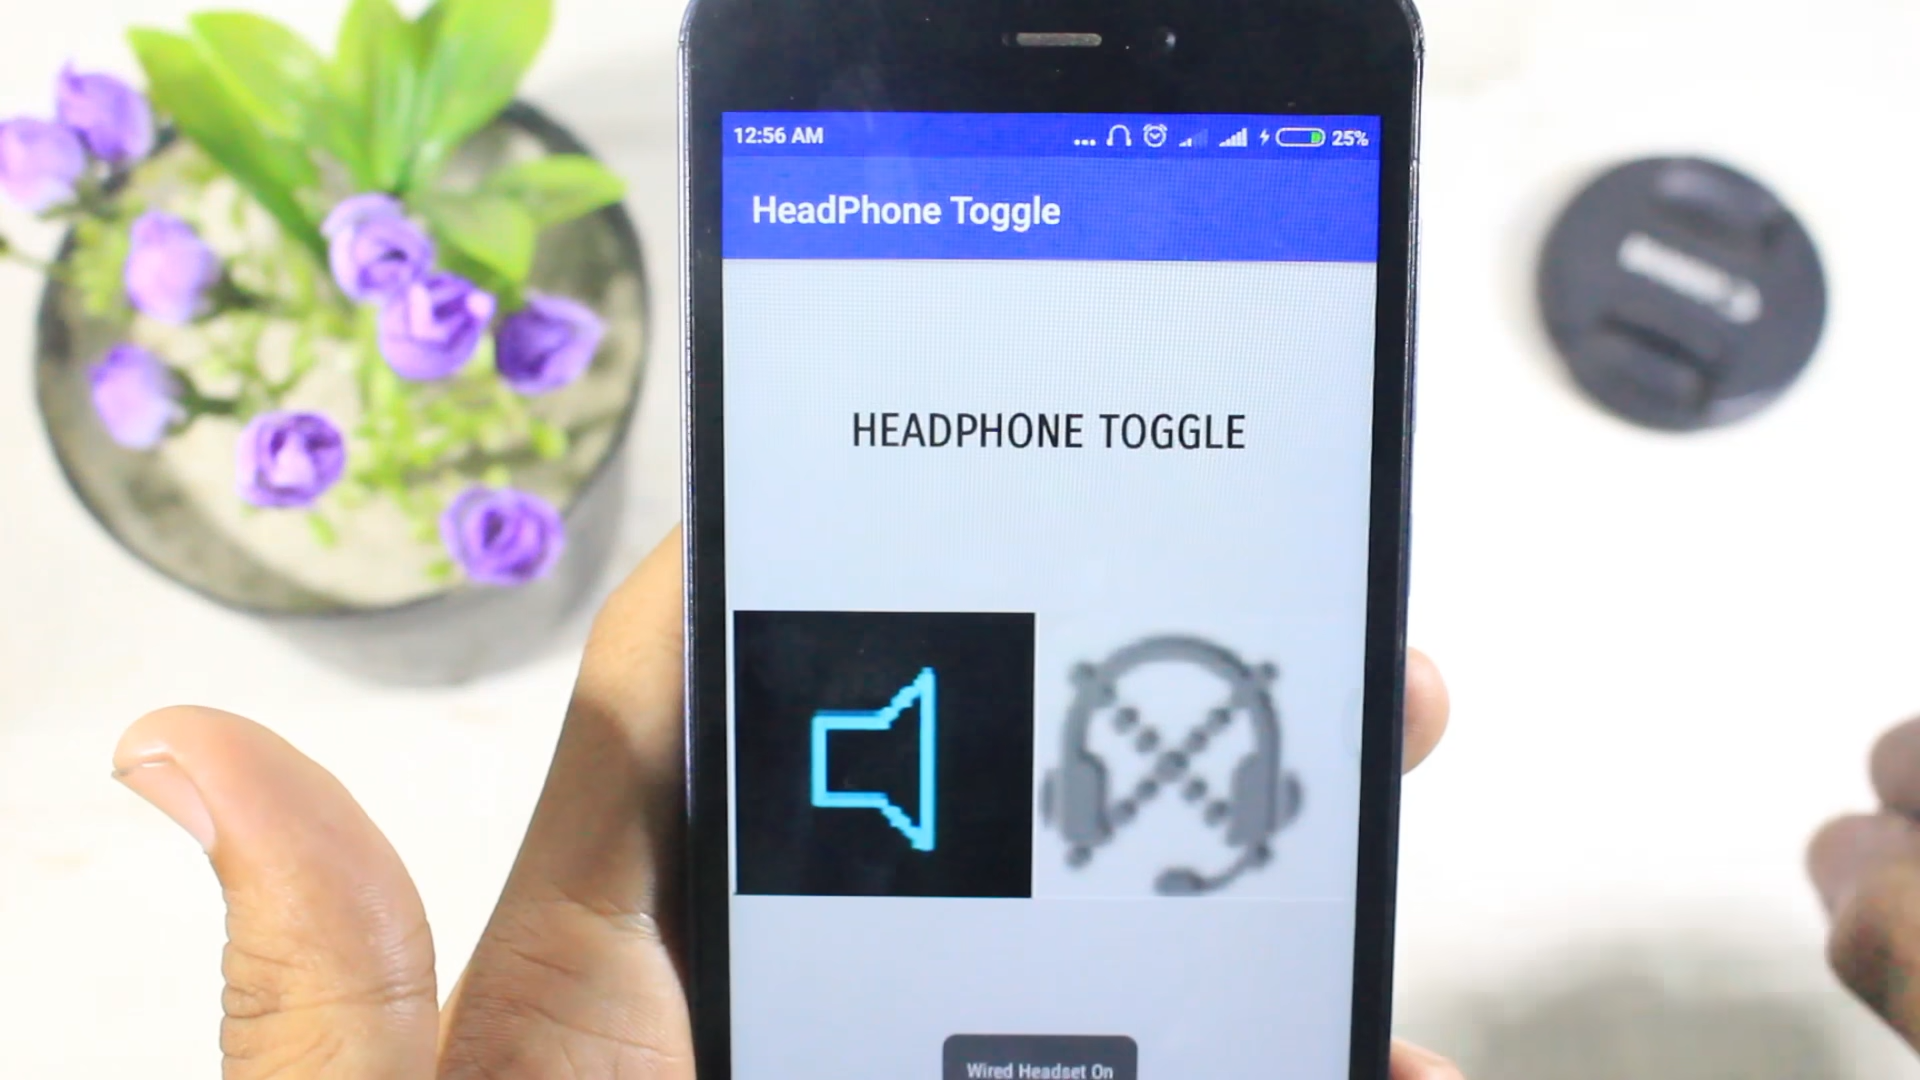 12:56 AM ... 25%
HeadPhone Toggle
HEADPHONE TOGGLE
Wired Headset On